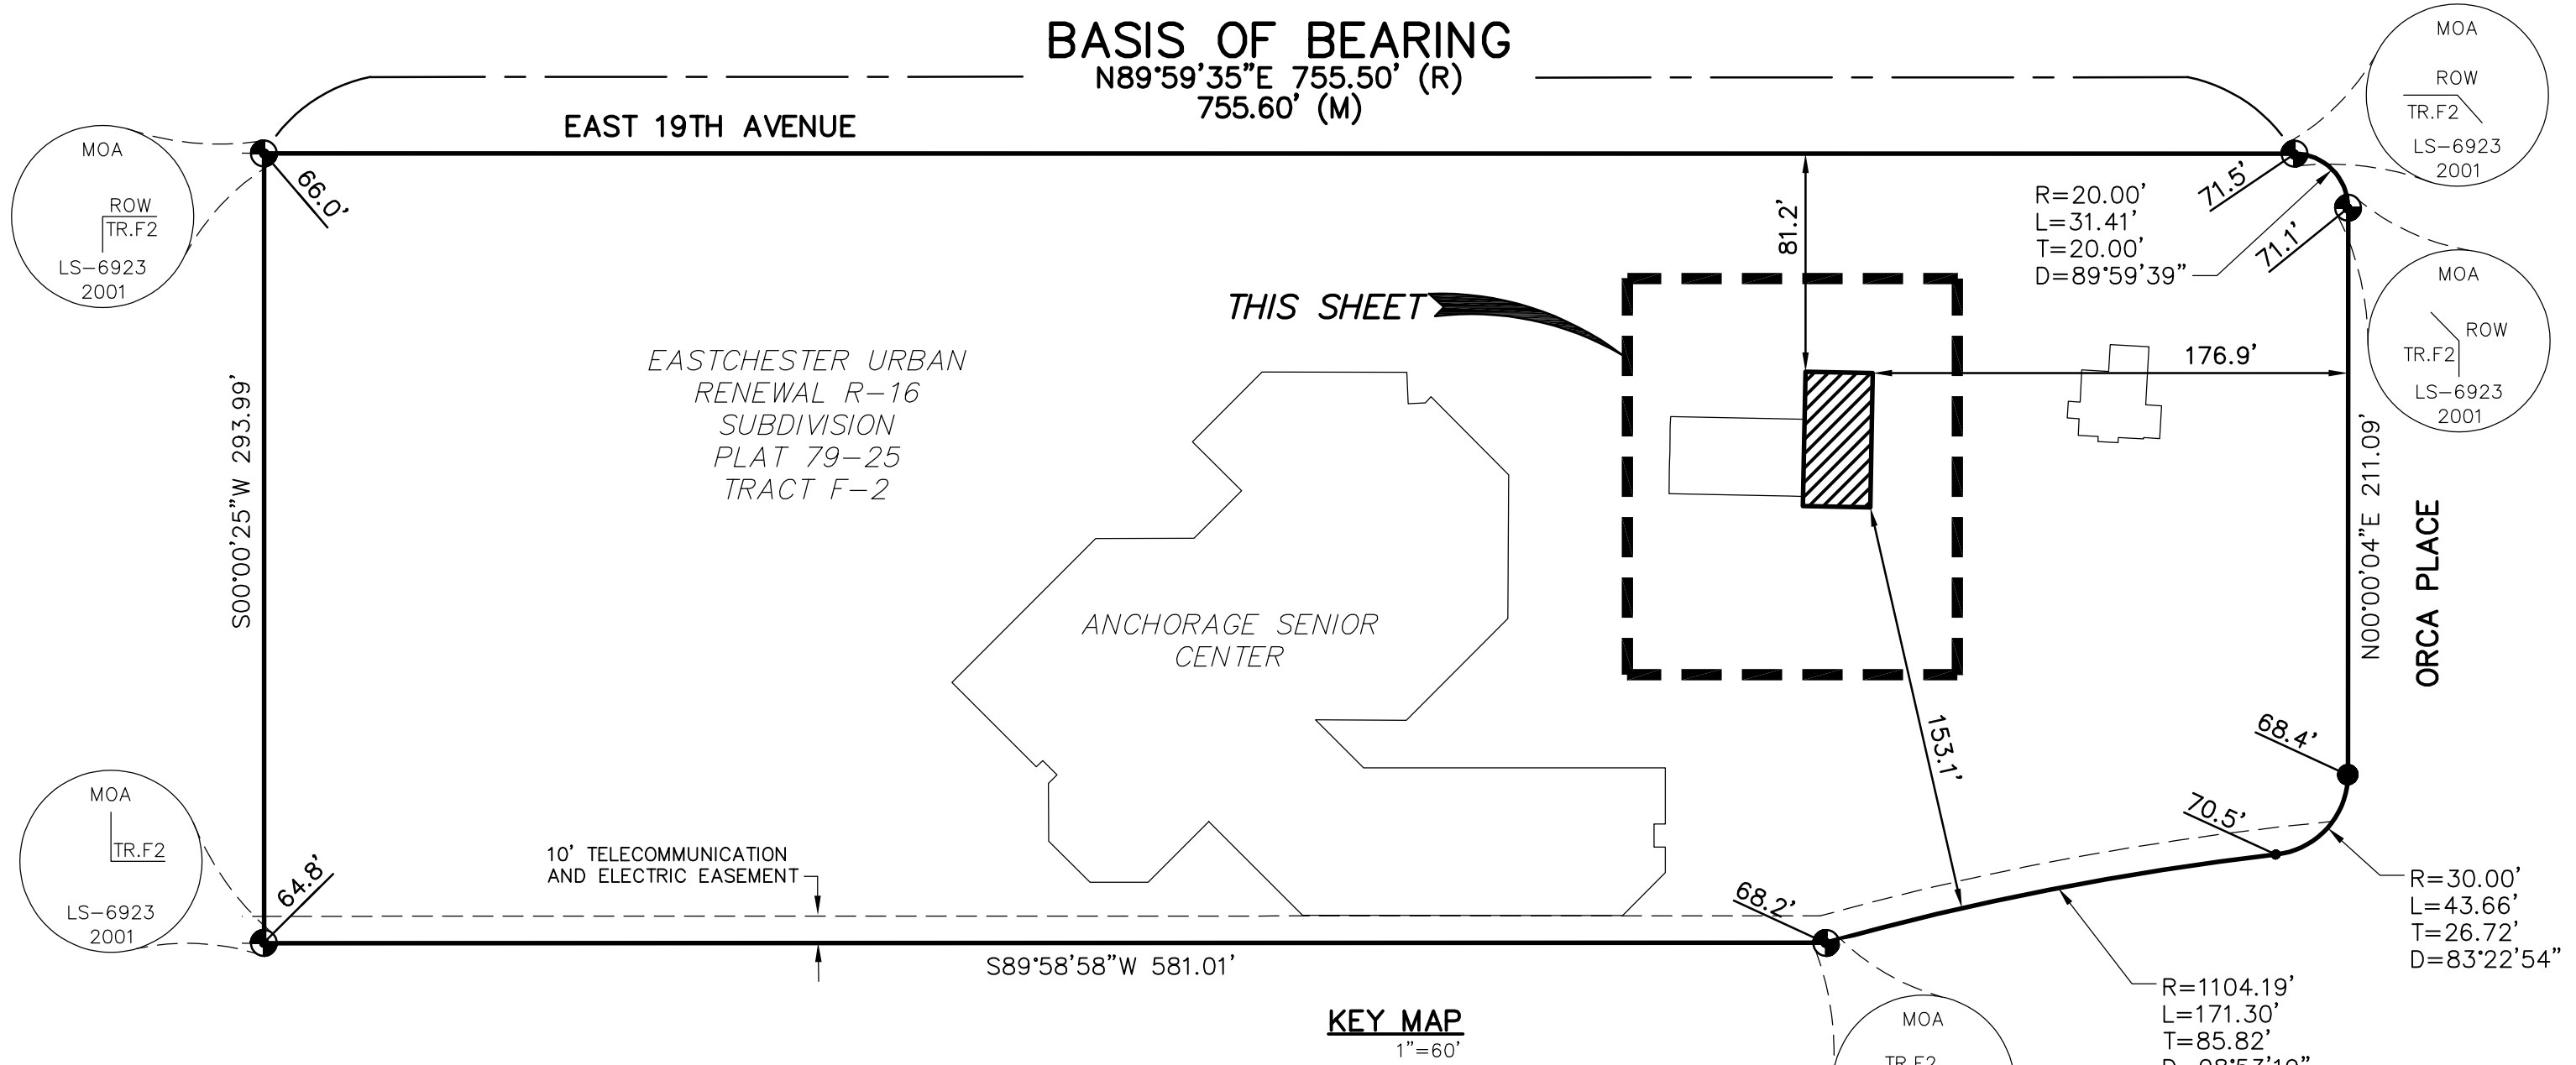 BASIS OF BEARING
N89°59'35"E 755.50' (R)
755.60' (M)
EAST 19TH AVENUE
MOA
ROW
TR.F2
LS-6923
2001
66.0'
MOA
ROW
TR.F2
LS-6923
2001
71.5'
R=20.00'
L=31.41'
T=20.00'
D=89°59'39"
71.1'
MOA
ROW
TR.F2
LS-6923
2001
81.2'
THIS SHEET
176.9'
EASTCHESTER URBAN
RENEWAL R-16
SUBDIVISION
PLAT 79-25
TRACT F-2
S00°00'25"W 293.99'
N00°00'04"E 211.09'
ORCA PLACE
ANCHORAGE SENIOR
CENTER
153.1'
68.4'
70.5'
MOA
TR.F2
LS-6923
2001
64.8'
10' TELECOMMUNICATION
AND ELECTRIC EASEMENT
68.2'
S89°58'58"W 581.01'
R=30.00'
L=43.66'
T=26.72'
D=83°22'54"
R=1104.19'
L=171.30'
T=85.82'
KEY MAP
1"=60'
MOA
TR.F2